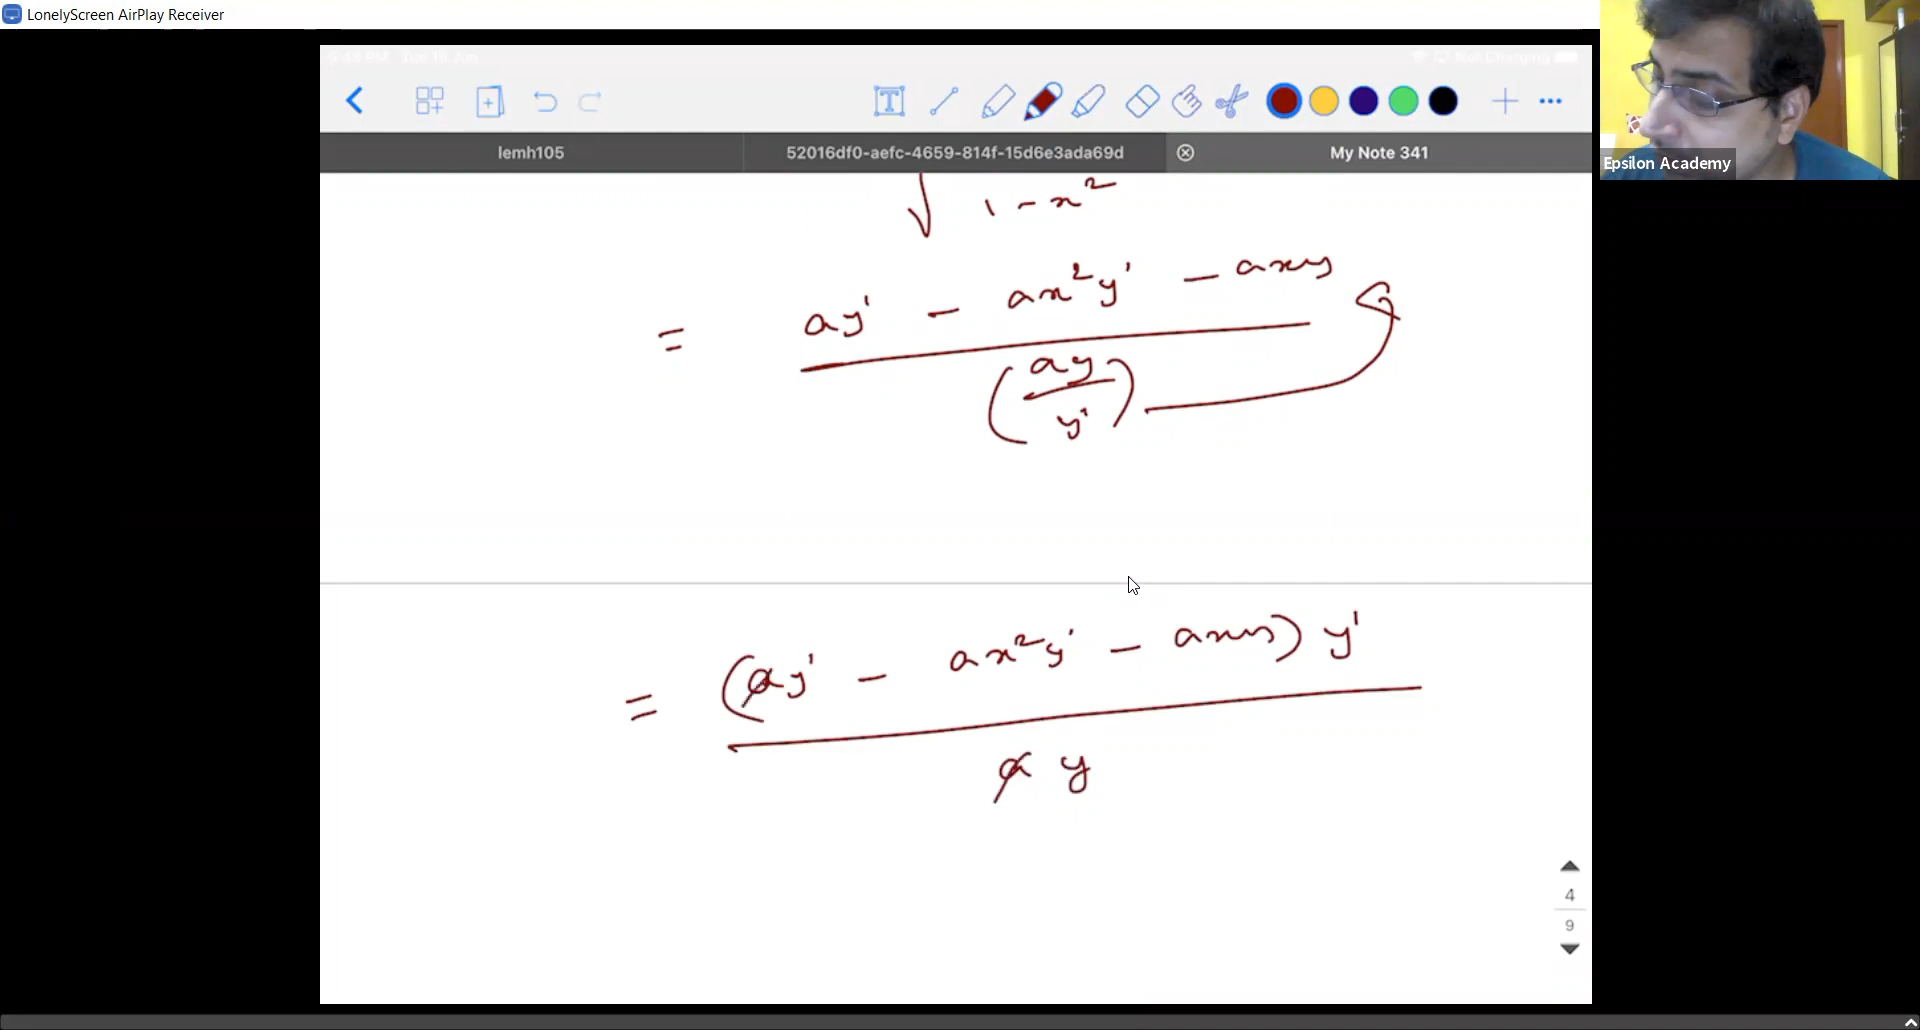 LonelyScreen AirPlay Receiver
T
lemh105
52016df0-aefc-4659-814f-15d6e3ada69d
My Note 341
Epsilon Academy
√ 1 - x²
= ay' - ax²y' - axy
(ay / y')
= (ay' - ax²y' - axy) y'
a y
4
9